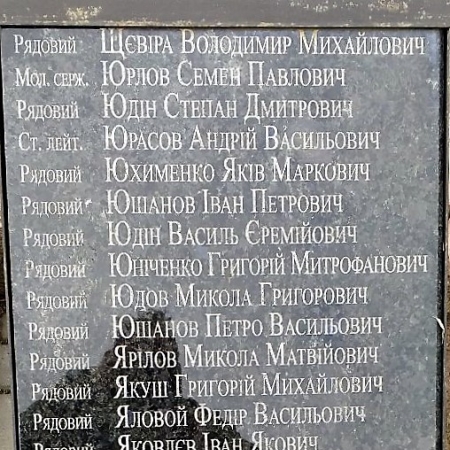 Рядовий Щєвіра Володимир Михайлович
Мол. серж. Юрлов Семен Павлович
Рядовий Юдін Степан Дмитрович
Ст. лейт. Юрасов Андрій Васильович
Рядовий Юхименко Яків Маркович
Рядовий Юшанов Іван Петрович
Рядовий Юдін Василь Єремійович
Рядовий Юніченко Григорій Митрофанович
Рядовий Юдов Микола Григорович
Рядовий Юшанов Петро Васильович
Рядовий Ярілов Микола Матвійович
Рядовий Якуш Григорій Михайлович
Рядовий Яловой Федір Васильович
Рядовий Яковлєв Іван Якович